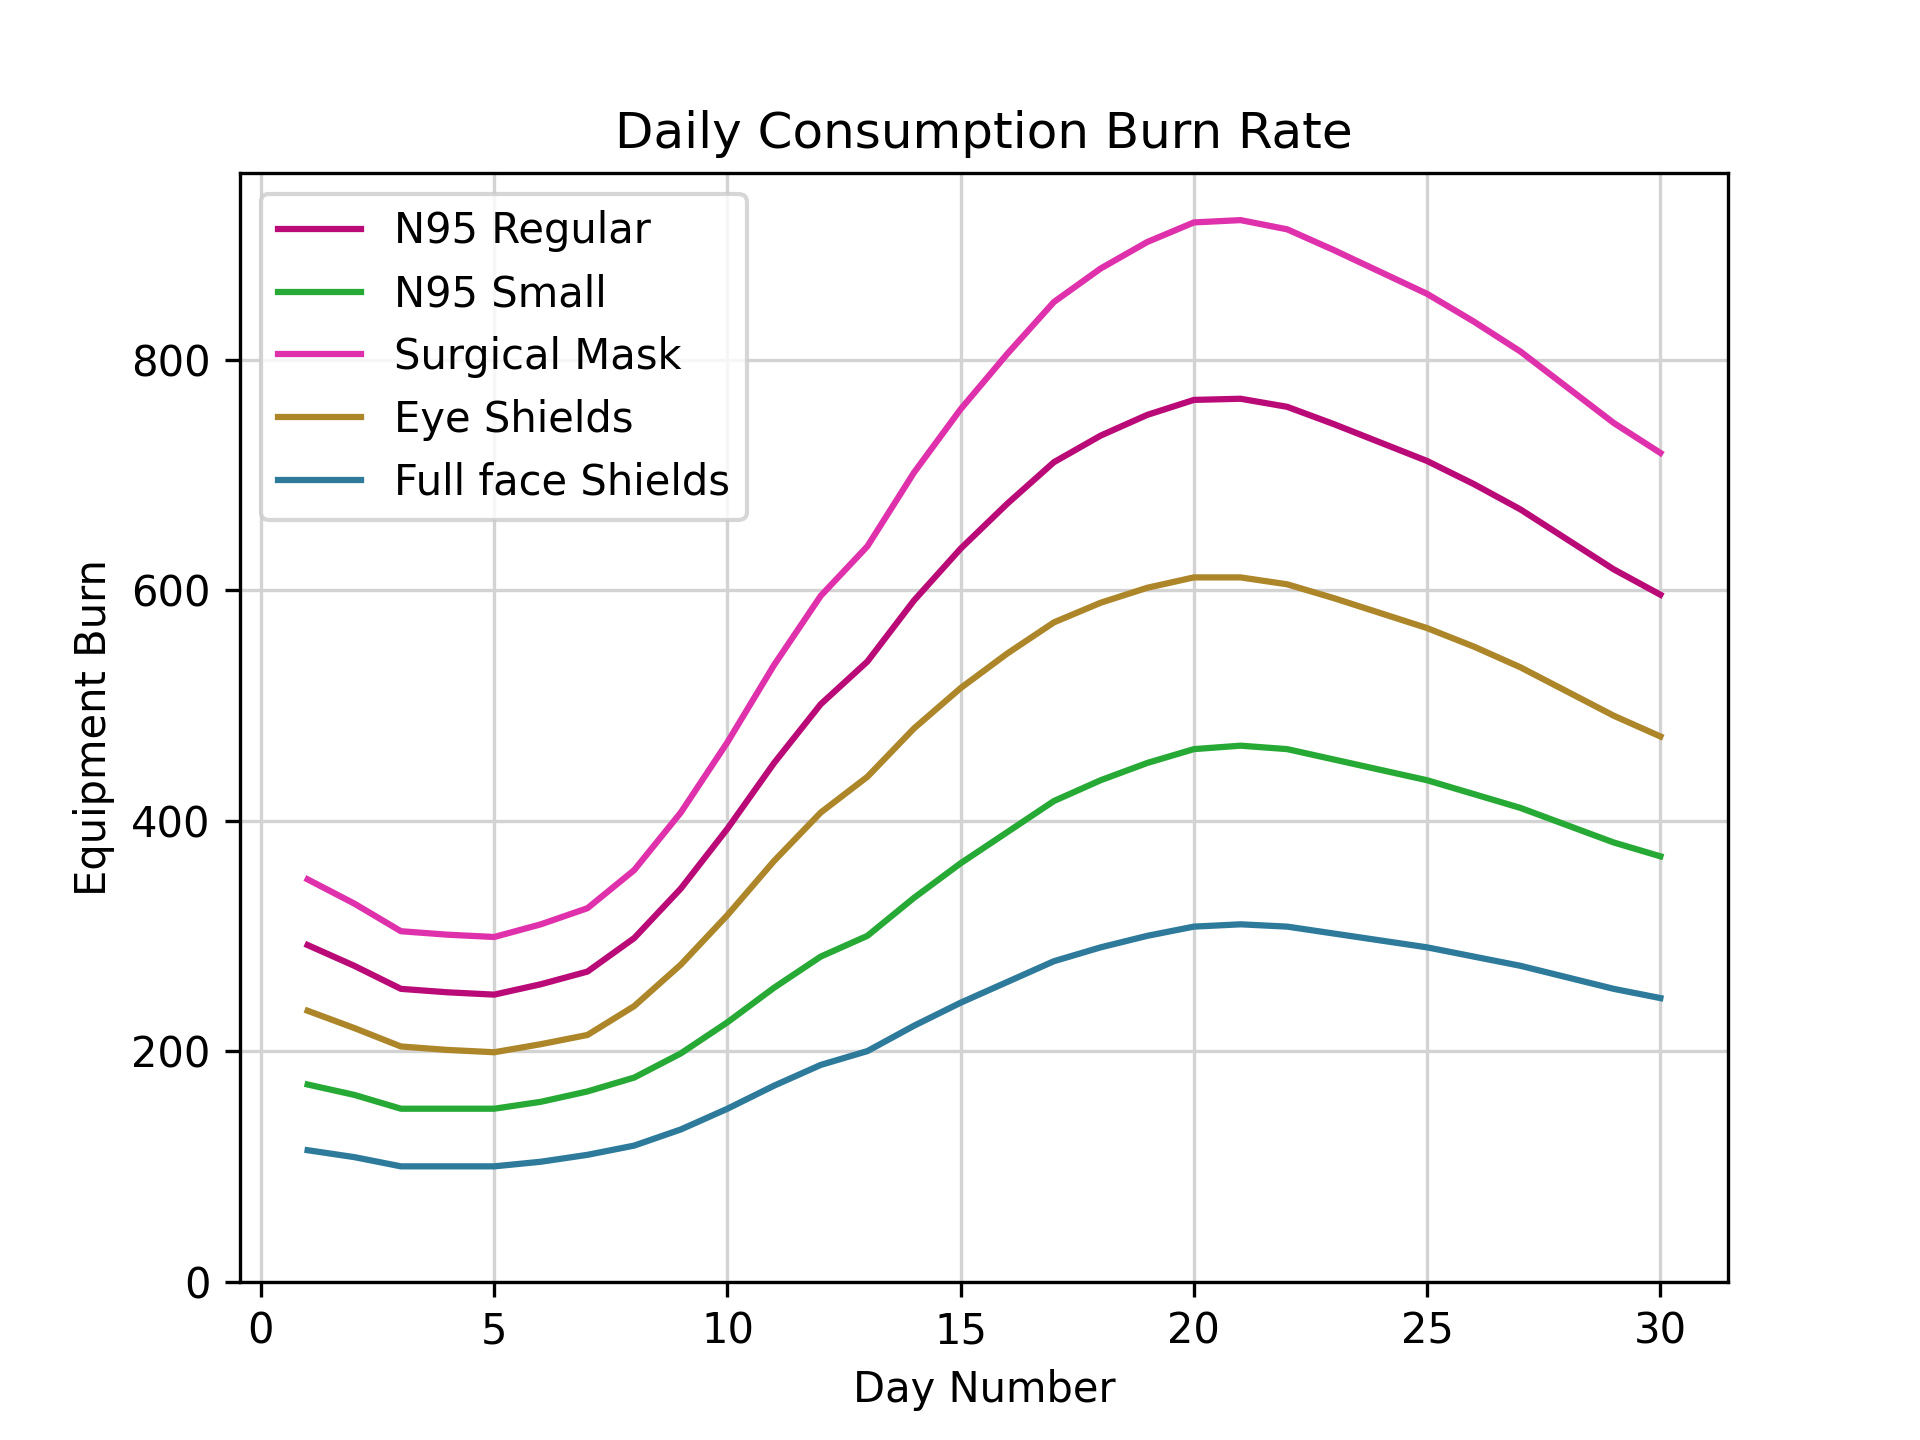 Daily Consumption Burn Rate
N95 Regular
N95 Small
Surgical Mask
Eye Shields
Full face Shields
Equipment Burn
800
600
400
200
0
0 5 10 15 20 25 30
Day Number